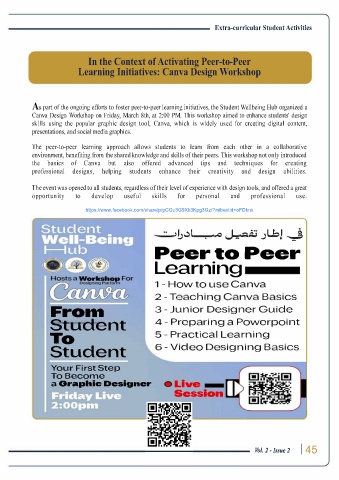 Extra-curricular Student Activities
In the Context of Activating Peer-to-Peer
Learning Initiatives: Canva Design Workshop
As part of the ongoing efforts to foster peer-to-peer learning initiatives, the Student Wellbeing Hub organized a
Canva Design Workshop on Friday, March 8th, at 2:00 PM. This workshop aimed to enhance students' design
skills using the popular graphic design tool, Canva, which is widely used for creating digital content,
presentations, and social media graphics.
The peer-to-peer learning approach allows students to learn from each other in a collaborative
environment, benefiting from the shared knowledge and skills of their peers. This workshop not only introduced
the basics of Canva but also offered advanced tips and techniques for creating
professional designs, helping students enhance their creativity and design abilities.
The event was opened to all students, regardless of their level of experience with design tools, and offered a great
opportunity to develop useful skills for personal and professional use.
Student
Well-Being
Hub
Hosts a Workshop For
Designing Platform
Canva
From
Student
To
Student
Your First Step
To Become
a Graphic Designer
Friday Live
2:00pm
في إطار تفعيل مبادرات
Peer to Peer
Learning
1 - How to use Canva
2 - Teaching Canva Basics
3 - Junior Designer Guide
4 - Preparing a Powerpoint
5 - Practical Learning
6 - Video Designing Basics
Live
Session
Vol. 2 - Issue 2
45